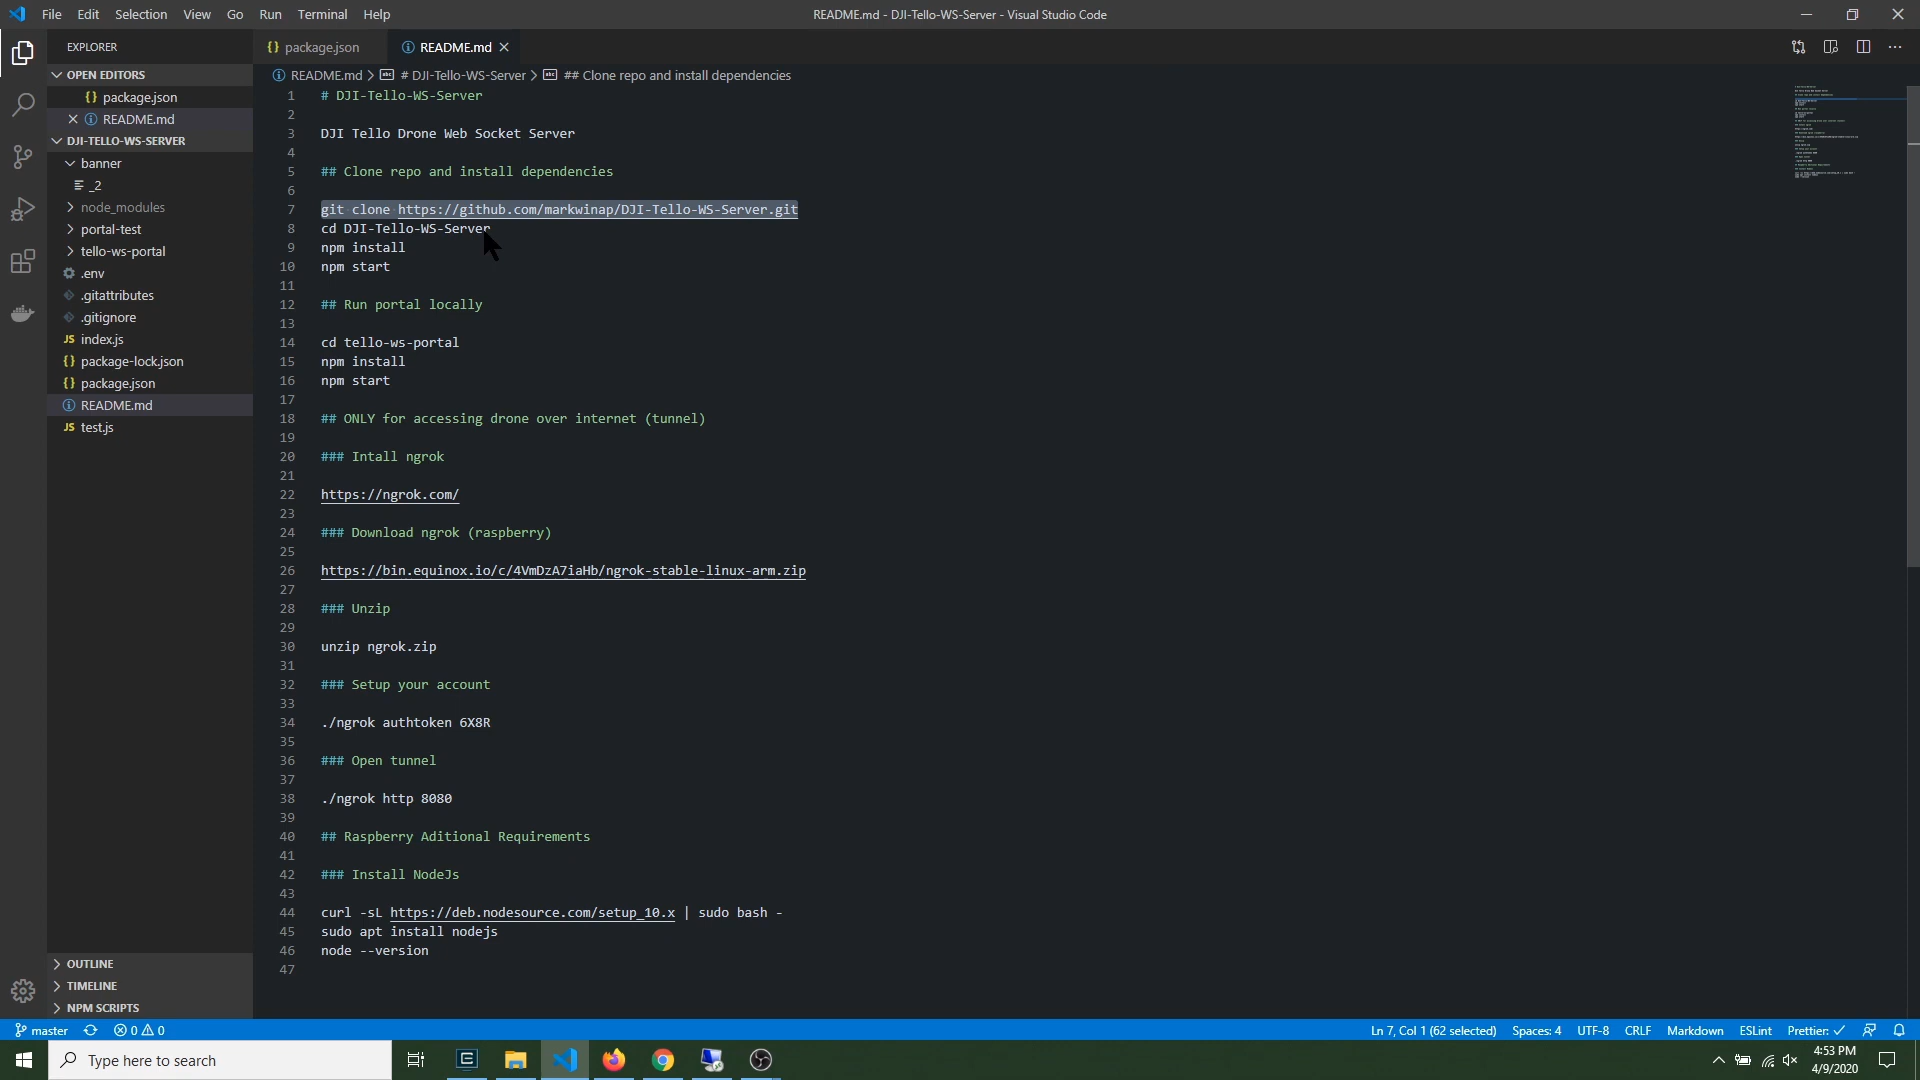 File Edit Selection View Go Run Terminal Help
README.md - DJI-Tello-WS-Server - Visual Studio Code
EXPLORER
OPEN EDITORS
package.json
README.md
DJI-TELLO-WS-SERVER
banner
_2
node_modules
portal-test
tello-ws-portal
.env
.gitattributes
.gitignore
JS index.js
package-lock.json
package.json
README.md
JS test.js
OUTLINE
TIMELINE
NPM SCRIPTS
package.json README.md
README.md > # DJI-Tello-WS-Server > ## Clone repo and install dependencies
1 # DJI-Tello-WS-Server
2
3 DJI Tello Drone Web Socket Server
4
5 ## Clone repo and install dependencies
6
7 git clone https://github.com/markwinap/DJI-Tello-WS-Server.git
8 cd DJI-Tello-WS-Server
9 npm install
10 npm start
11
12 ## Run portal locally
13
14 cd tello-ws-portal
15 npm install
16 npm start
17
18 ## ONLY for accessing drone over internet (tunnel)
19
20 ### Intall ngrok
21
22 https://ngrok.com/
23
24 ### Download ngrok (raspberry)
25
26 https://bin.equinox.io/c/4VmDzA7iaHb/ngrok-stable-linux-arm.zip
27
28 ### Unzip
29
30 unzip ngrok.zip
31
32 ### Setup your account
33
34 ./ngrok authtoken 6X8R
35
36 ### Open tunnel
37
38 ./ngrok http 8080
39
40 ## Raspberry Aditional Requirements
41
42 ### Install NodeJs
43
44 curl -sL https://deb.nodesource.com/setup_10.x | sudo bash -
45 sudo apt install nodejs
46 node --version
47
master 0 0 Ln 7, Col 1 (62 selected) Spaces: 4 UTF-8 CRLF Markdown ESLint Prettier: ✓
Type here to search
4:53 PM
4/9/2020